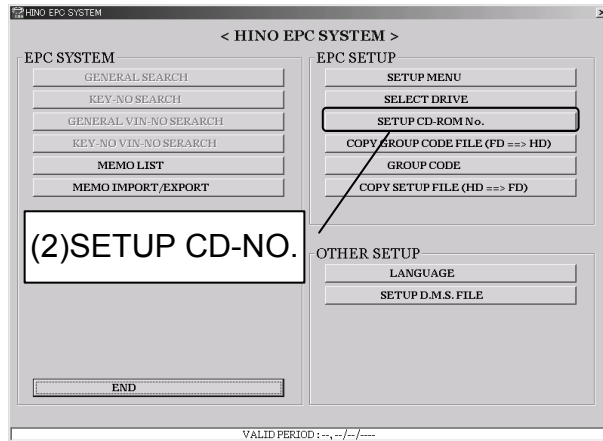 HINO EPC SYSTEM
< HINO EPC SYSTEM >
EPC SYSTEM
GENERAL SEARCH
KEY-NO SEARCH
GENERAL VIN-NO SERARCH
KEY-NO VIN-NO SERARCH
MEMO LIST
MEMO IMPORT/EXPORT
EPC SETUP
SETUP MENU
SELECT DRIVE
SETUP CD-ROM No.
COPY GROUP CODE FILE (FD ==> HD)
GROUP CODE
COPY SETUP FILE (HD ==> FD)
(2)SETUP CD-NO.
OTHER SETUP
LANGUAGE
SETUP D.M.S. FILE
END
VALID PERIOD : --, --/--/----